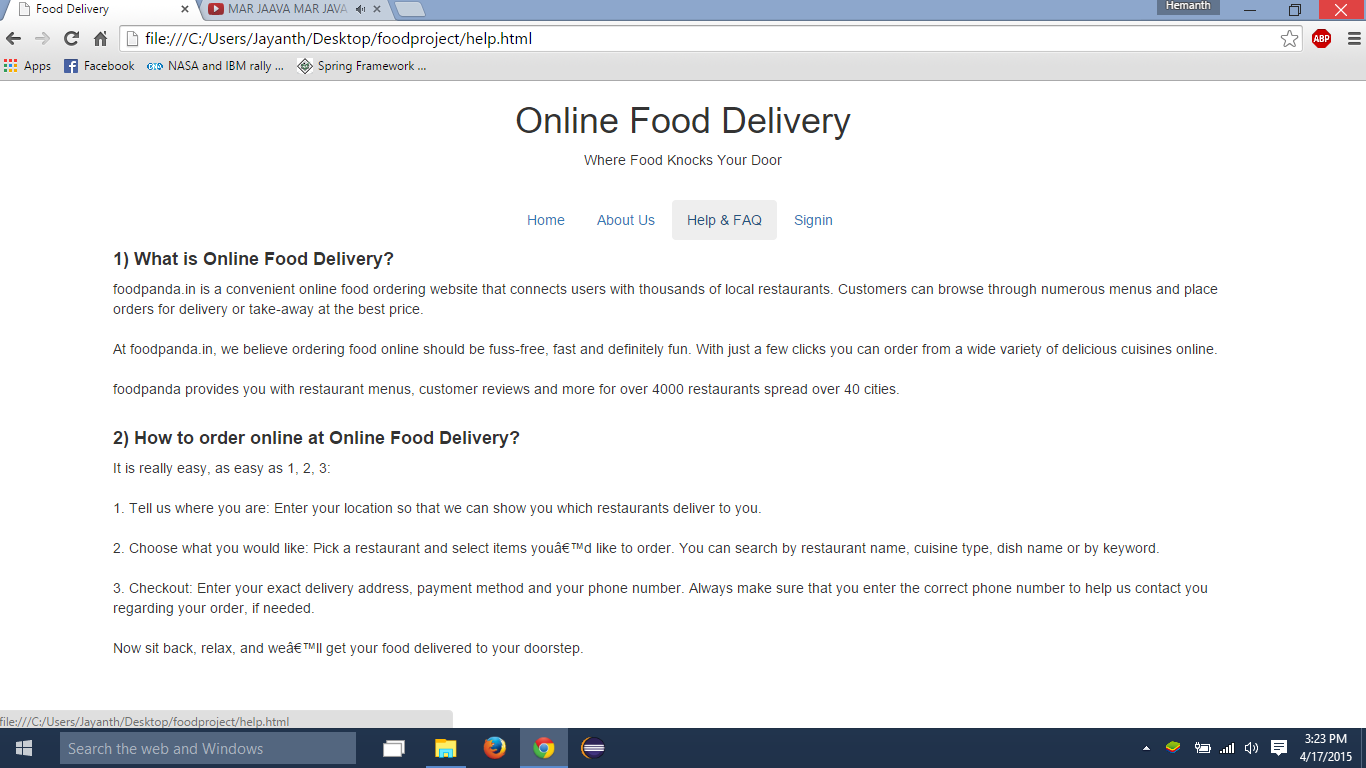 Food Delivery
MAR JAAVA MAR JAVA
Hemanth
file:///C:/Users/Jayanth/Desktop/foodproject/help.html
ABP
Apps Facebook NASA and IBM rally ... Spring Framework ...
Online Food Delivery
Where Food Knocks Your Door
Home About Us Help & FAQ Signin
1) What is Online Food Delivery?
foodpanda.in is a convenient online food ordering website that connects users with thousands of local restaurants. Customers can browse through numerous menus and place
orders for delivery or take-away at the best price.
At foodpanda.in, we believe ordering food online should be fuss-free, fast and definitely fun. With just a few clicks you can order from a wide variety of delicious cuisines online.
foodpanda provides you with restaurant menus, customer reviews and more for over 4000 restaurants spread over 40 cities.
2) How to order online at Online Food Delivery?
It is really easy, as easy as 1, 2, 3:
1. Tell us where you are: Enter your location so that we can show you which restaurants deliver to you.
2. Choose what you would like: Pick a restaurant and select items youâ€™d like to order. You can search by restaurant name, cuisine type, dish name or by keyword.
3. Checkout: Enter your exact delivery address, payment method and your phone number. Always make sure that you enter the correct phone number to help us contact you
regarding your order, if needed.
Now sit back, relax, and weâ€™ll get your food delivered to your doorstep.
file:///C:/Users/Jayanth/Desktop/foodproject/help.html
Search the web and Windows
3:23 PM
4/17/2015